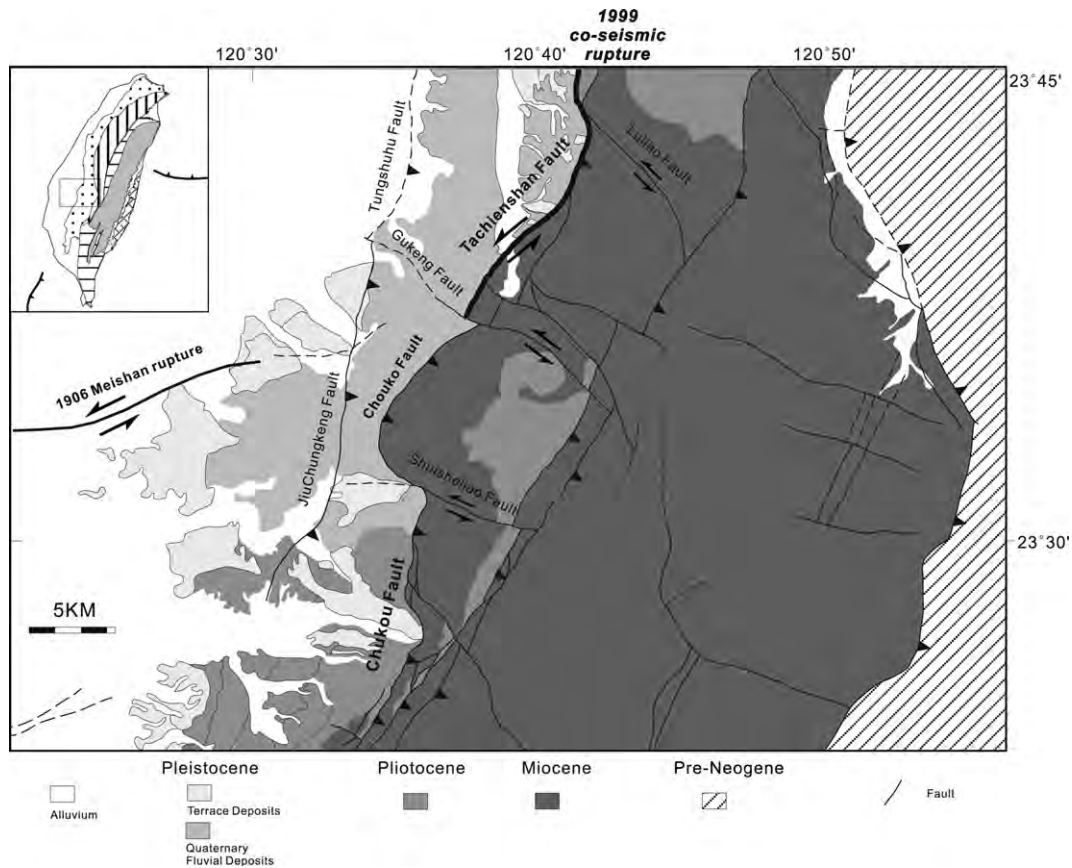 1999
co-seismic
rupture
120°30'
120°40'
120°50'
23°45'
Tungshuhu Fault
Tachienshan Fault
Luliao Fault
Gukeng Fault
1906 Meishan rupture
Chouko Fault
JiuChungkeng Fault
Shuisheliao Fault
23°30'
5KM
Chukou Fault
Pleistocene
Pliotocene
Miocene
Pre-Neogene
Alluvium
Terrace Deposits
Fault
Quaternary
Fluvial Deposits